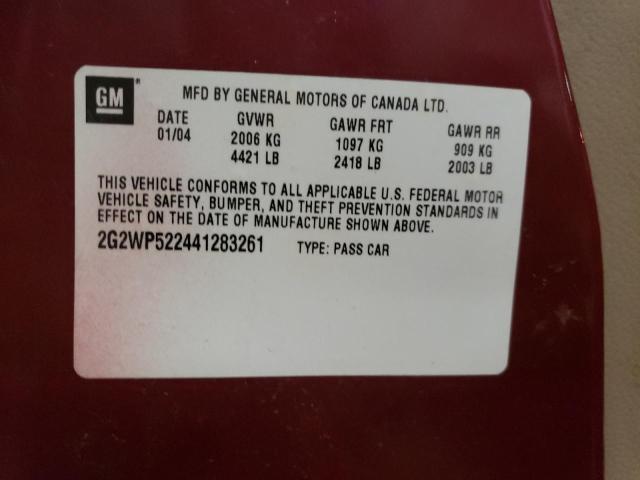 GM
MFD BY GENERAL MOTORS OF CANADA LTD.
DATE GVWR GAWR FRT GAWR RR
01/04 2006 KG 1097 KG 909 KG
4421 LB 2418 LB 2003 LB
THIS VEHICLE CONFORMS TO ALL APPLICABLE U.S. FEDERAL MOTOR
VEHICLE SAFETY, BUMPER, AND THEFT PREVENTION STANDARDS IN
EFFECT ON THE DATE OF MANUFACTURE SHOWN ABOVE.
2G2WP522441283261 TYPE: PASS CAR